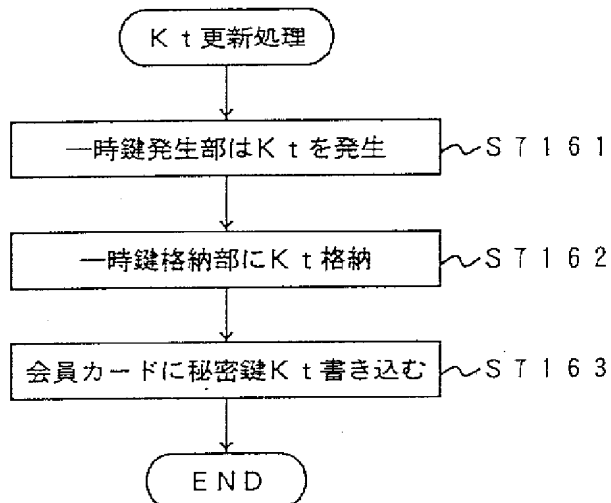 Ｋｔ更新処理
一時鍵発生部はＫｔを発生 Ｓ７１６１
一時鍵格納部にＫｔ格納 Ｓ７１６２
会員カードに秘密鍵Ｋｔ書き込む Ｓ７１６３
ＥＮＤ